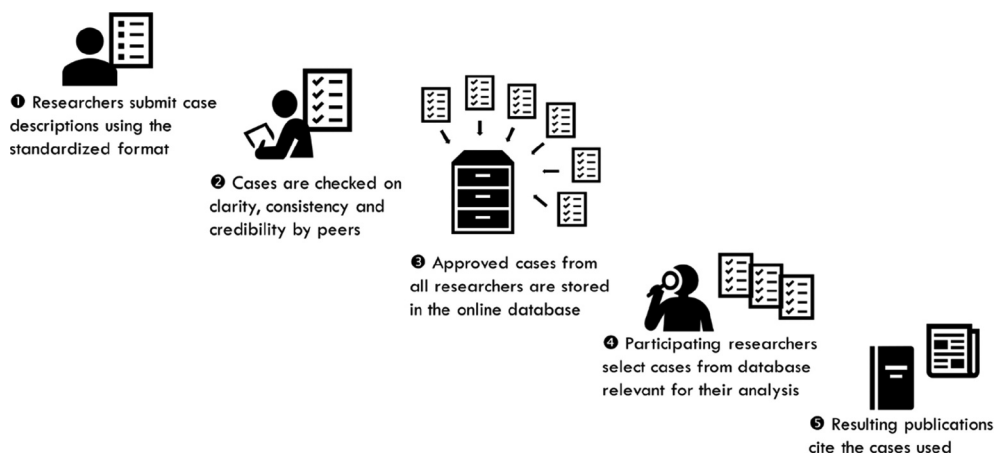 ❶ Researchers submit case
descriptions using the
standardized format
❷ Cases are checked on
clarity, consistency and
credibility by peers
❸ Approved cases from
all researchers are stored
in the online database
❹ Participating researchers
select cases from database
relevant for their analysis
❺ Resulting publications
cite the cases used